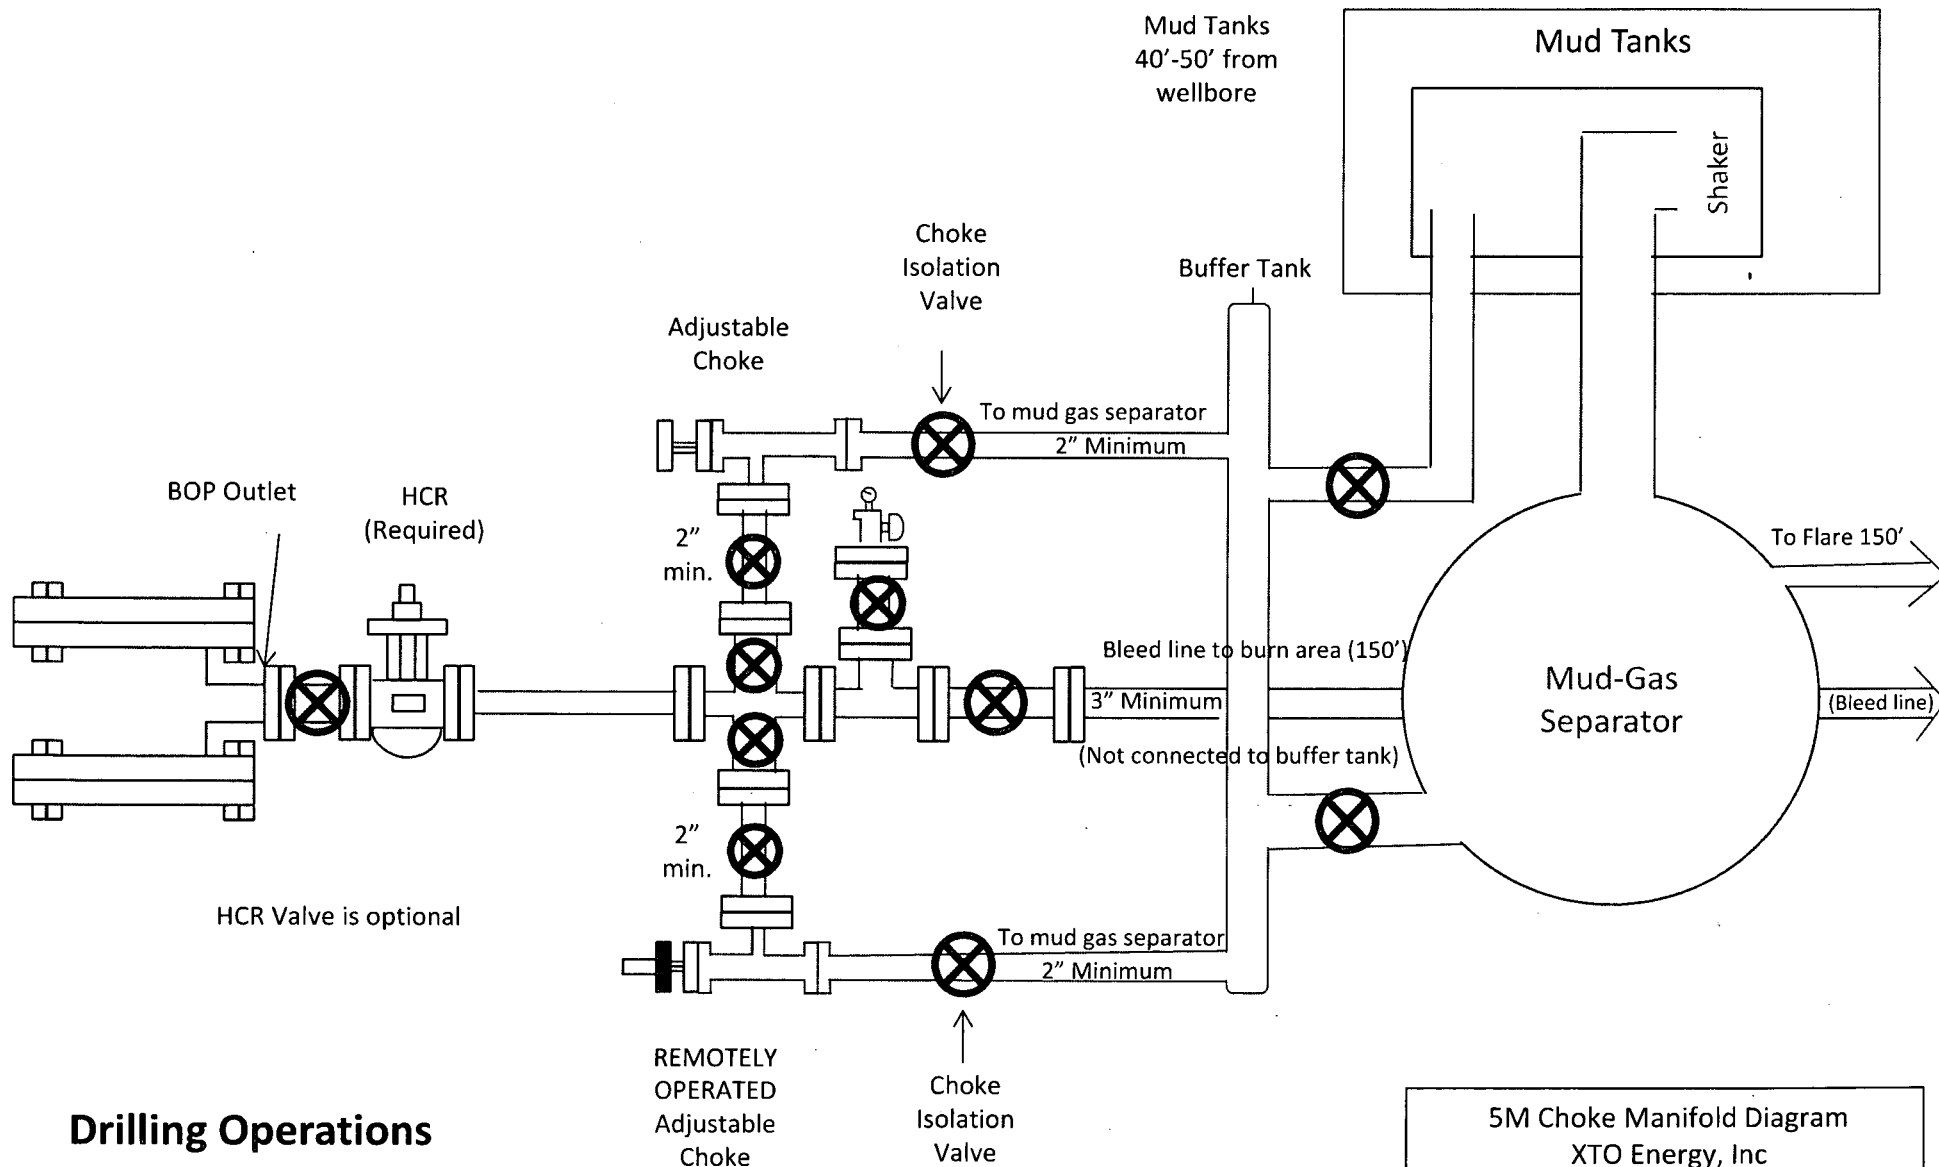 Mud Tanks
40’-50’ from
wellbore
Mud Tanks
Shaker
Choke
Isolation
Valve
Buffer Tank
Adjustable
Choke
To mud gas separator
2” Minimum
BOP Outlet
HCR
(Required)
2”
min.
To Flare 150’
Bleed line to burn area (150’)
3” Minimum
(Not connected to buffer tank)
Mud-Gas
Separator
(Bleed line)
2”
min.
HCR Valve is optional
To mud gas separator
2” Minimum
REMOTELY
OPERATED
Adjustable
Choke
Choke
Isolation
Valve
Drilling Operations
5M Choke Manifold Diagram
XTO Energy, Inc